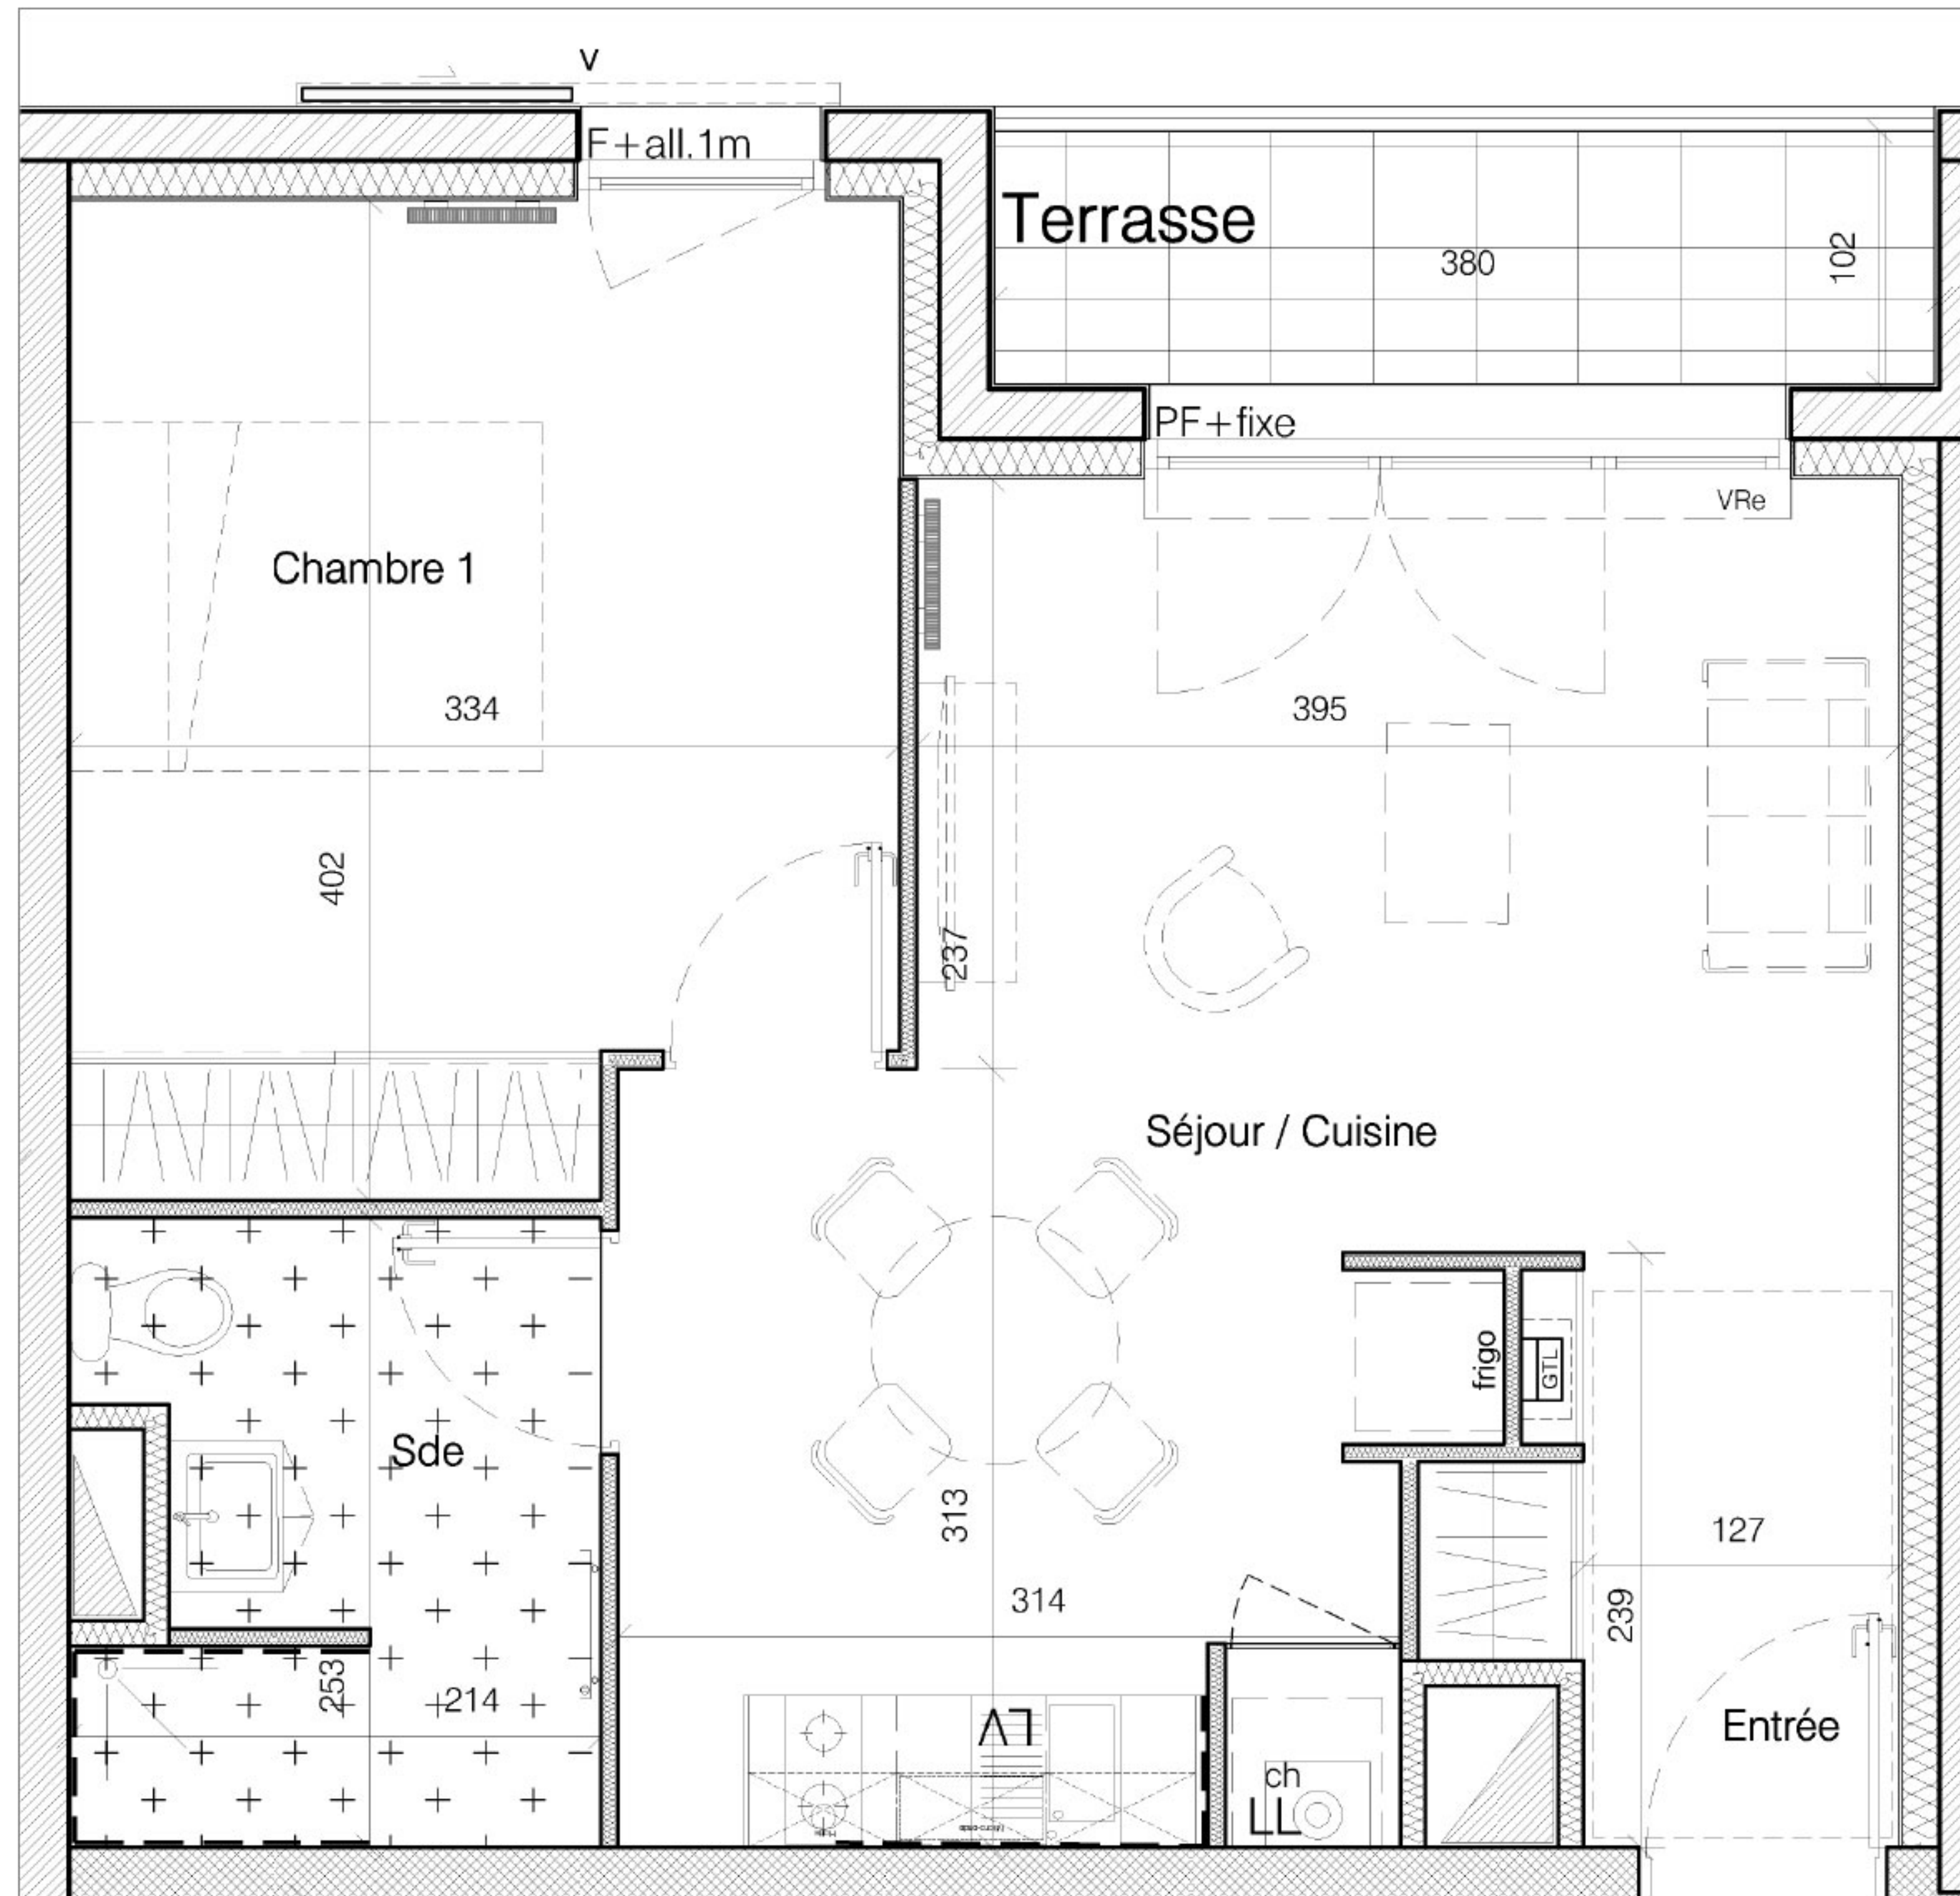 v
F+all.1m
Terrasse
380
102
PF+fixe
VRe
Chambre 1
334
395
402
237
Séjour / Cuisine
frigo
GTL
Sde
313
127
314
239
253
214
LV
Entrée
ch
LL